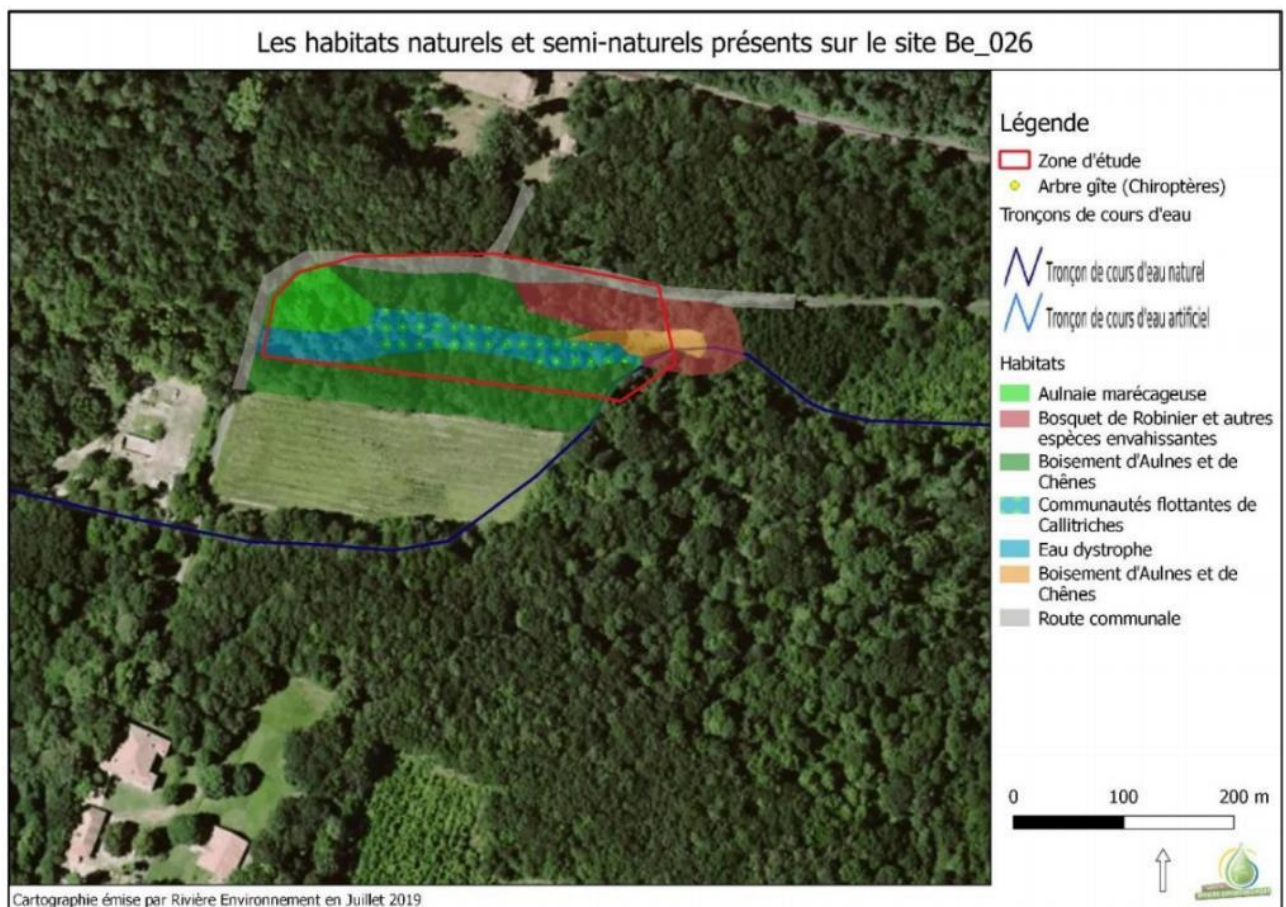 Les habitats naturels et semi-naturels présents sur le site Be_026
Légende
Zone d'étude
Arbre gîte (Chiroptères)
Tronçons de cours d'eau
Tronçon de cours d'eau naturel
Tronçon de cours d'eau artificiel
Habitats
Aulnaie marécageuse
Bosquet de Robinier et autres
espèces envahissantes
Boisement d'Aulnes et de
Chênes
Communautés flottantes de
Callitriches
Eau dystrophe
Boisement d'Aulnes et de
Chênes
Route communale
0 100 200 m
Cartographie émise par Rivière Environnement en Juillet 2019